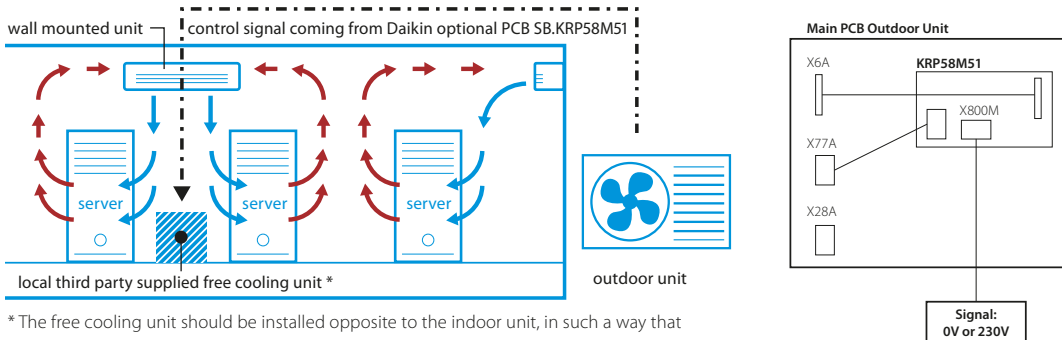 wall mounted unit
control signal coming from Daikin optional PCB SB.KRP58M51
server
server
server
local third party supplied free cooling unit *
outdoor unit
* The free cooling unit should be installed opposite to the indoor unit, in such a way that
Main PCB Outdoor Unit
X6A
KRP58M51
X800M
X77A
X28A
Signal:
0V or 230V